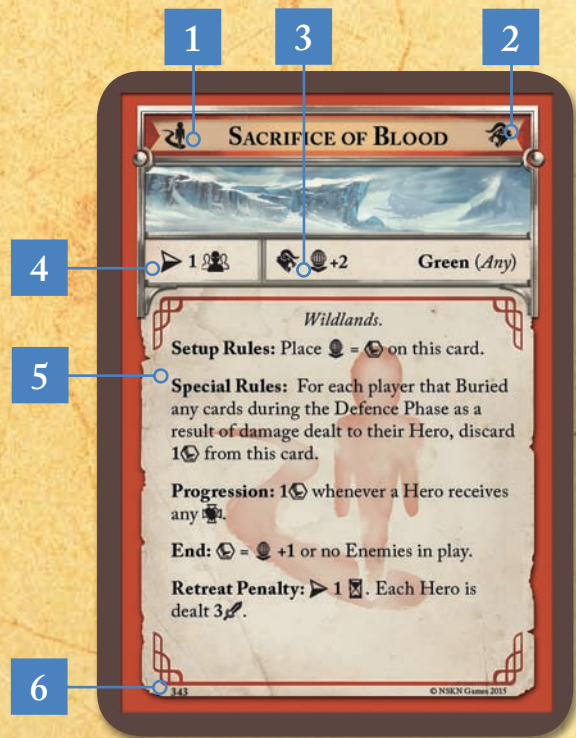 1
3
2
SACRIFICE OF BLOOD
4
1
+2
Green (Any)
Wildlands.
5
Setup Rules: Place = on this card.
Special Rules: For each player that Buried
any cards during the Defence Phase as a
result of damage dealt to their Hero, discard
1 from this card.
Progression: 1 whenever a Hero receives
any .
End: = +1 or no Enemies in play.
Retreat Penalty: 1 . Each Hero is
dealt 3 .
6
343
© NSKN Games 2015